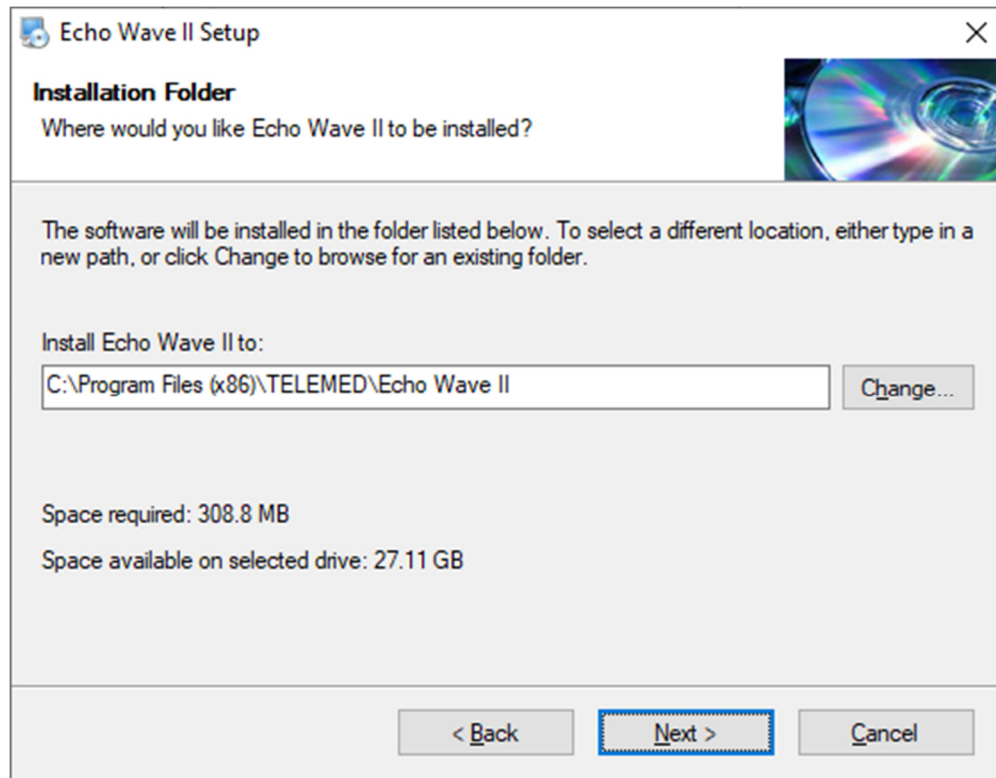 Echo Wave II Setup
Installation Folder
Where would you like Echo Wave II to be installed?
The software will be installed in the folder listed below. To select a different location, either type in a
new path, or click Change to browse for an existing folder.
Install Echo Wave II to:
C:\Program Files (x86)\TELEMED\Echo Wave II
Change...
Space required: 308.8 MB
Space available on selected drive: 27.11 GB
< Back
Next >
Cancel